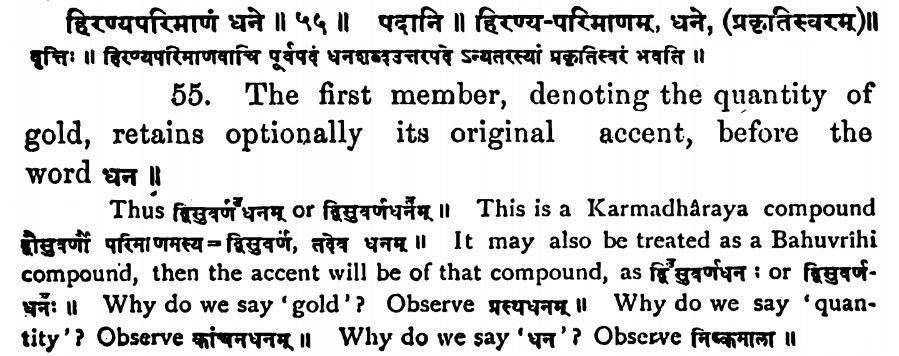 हिरण्यपरिमाणं धने ॥ ५५ ॥ पदानि ॥ हिरण्य-परिमाणम्, धने, (प्रकृतिस्वरम्)॥
वृत्तिः ॥ हिरण्यपरिमाणवाचि पूर्वपदं धनशब्दउत्तरपदे ऽन्यतरस्यां प्रकृतिस्वरं भवति ॥
55. The first member, denoting the quantity of
gold, retains optionally its original accent, before the
word धन ॥
Thus द्विसुवर्णधनम् or द्विसुवर्णधनम् ॥ This is a Karmadhâraya compound
द्वौसुवर्णौ परिमाणमस्य = द्विसुवर्णं, तदेव धनम् ॥ It may also be treated as a Bahuvrihi
compound, then the accent will be of that compound, as द्विसुवर्णधनः or द्विसुवर्ण-
धनः ॥ Why do we say 'gold'? Observe प्रस्थधनम् ॥ Why do we say 'quan-
tity'? Observe कांचनधनम् ॥ Why do we say 'धन'? Observe निष्कमाला ॥